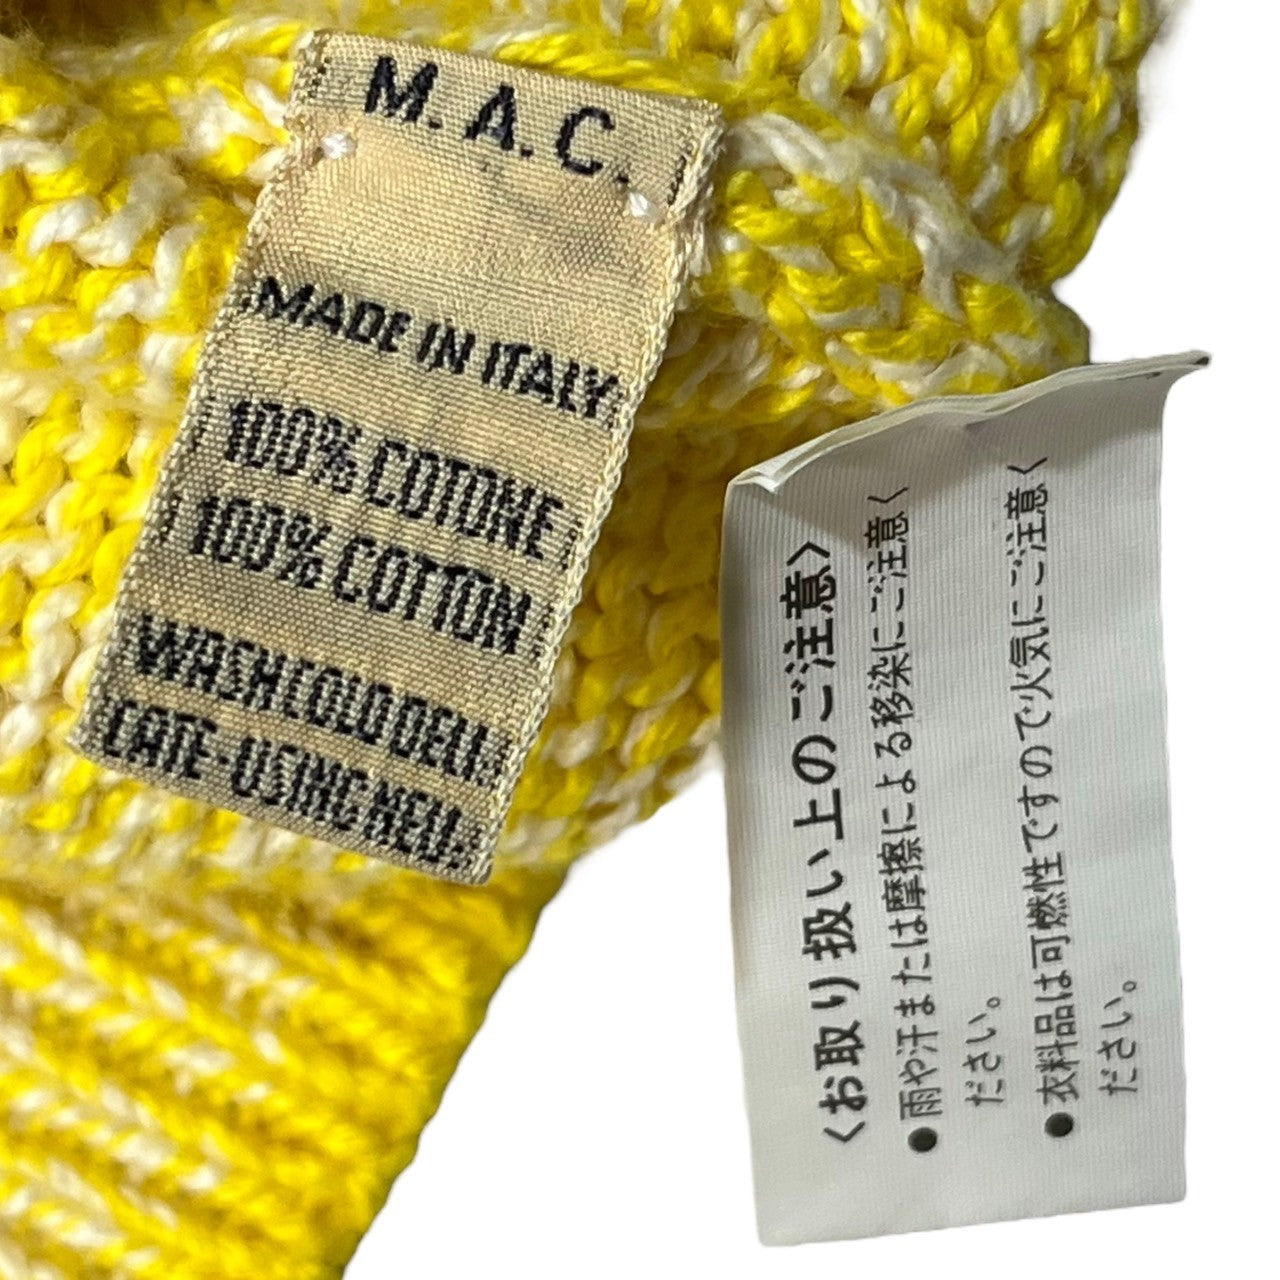 M.A.C.
MADE IN ITALY
100% COTONE
100% COTTON
WASH COLD DELI
CATE-USING NEU
〈お取り扱い上のご注意〉
●雨や汗または摩擦による移染にご注意く
ださい。
●衣料品は可燃性ですので火気にご注意く
ださい。